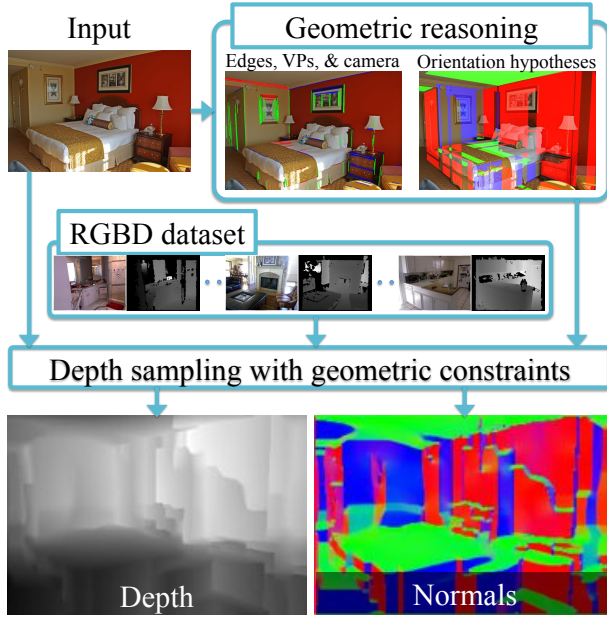 Input
Geometric reasoning
Edges, VPs, & camera
Orientation hypotheses
RGBD dataset
Depth sampling with geometric constraints
Depth
Normals